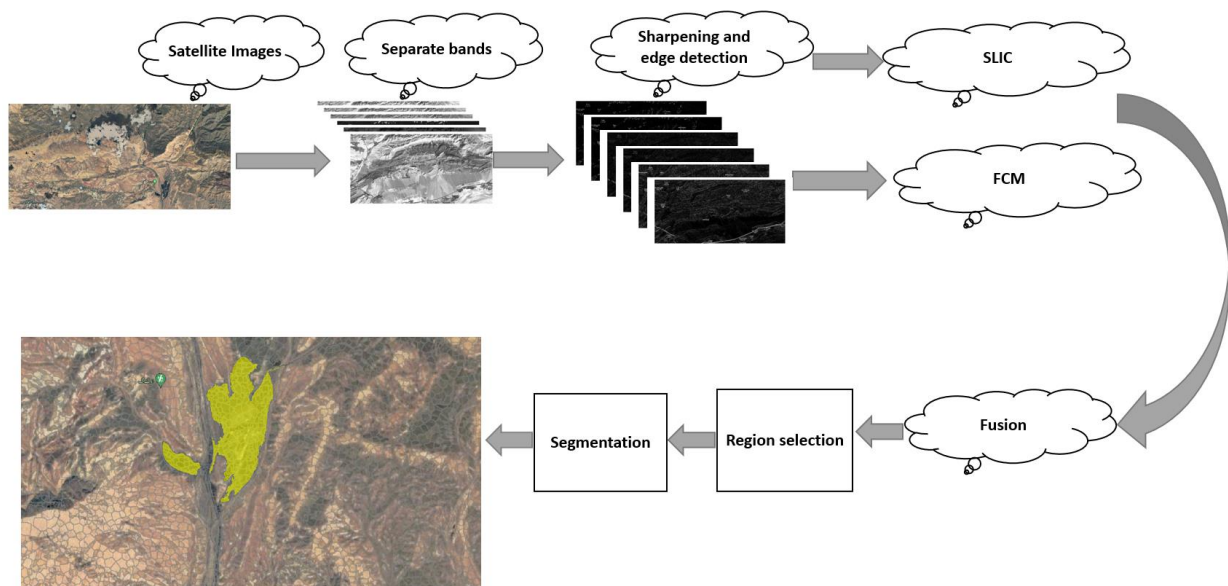 Satellite Images
Separate bands
Sharpening and
edge detection
SLIC
FCM
Fusion
Region selection
Segmentation